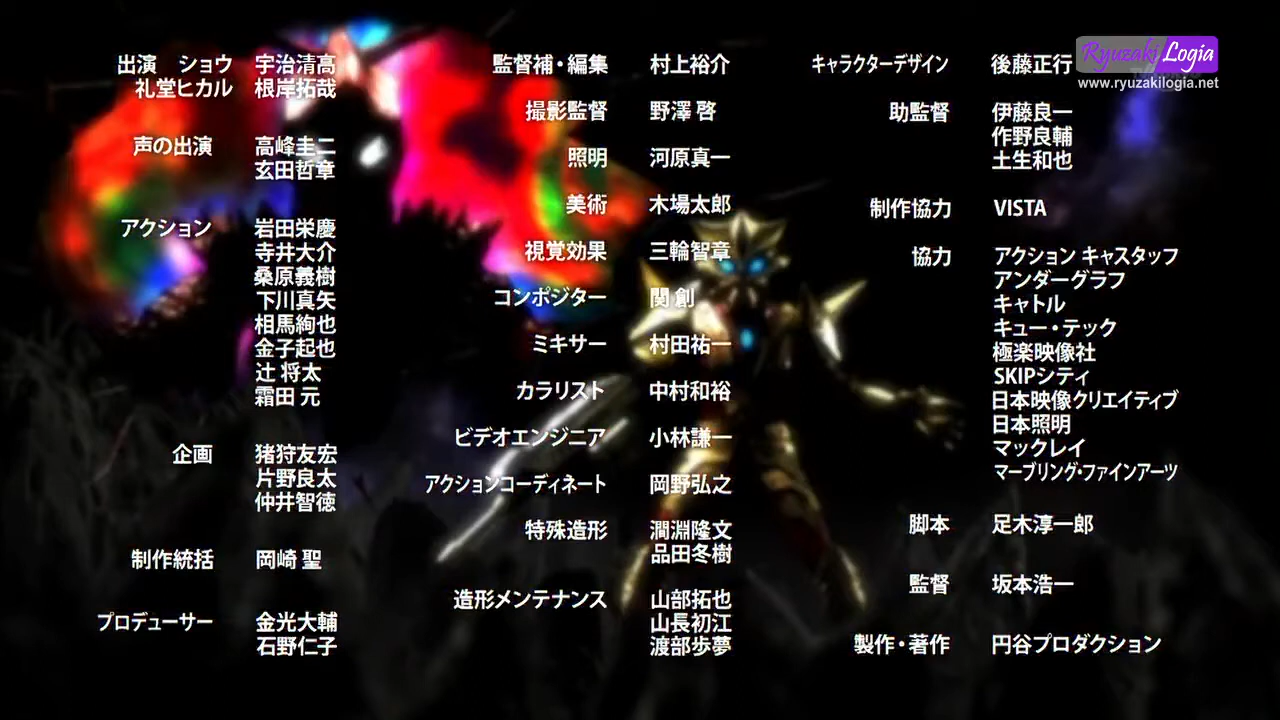 出演　ショウ　宇治清高
礼堂ヒカル　根岸拓哉
声の出演　高峰圭二
玄田哲章
アクション　岩田栄慶
寺井大介
桑原義樹
下川真矢
相馬絢也
金子起也
辻 将太
霜田 元
企画　猪狩友宏
片野良太
仲井智徳
制作統括　岡崎 聖
プロデューサー　金光大輔
石野仁子
監督補・編集　村上裕介
撮影監督　野澤 啓
照明　河原真一
美術　木場太郎
視覚効果　三輪智章
コンポジター　関 創
ミキサー　村田祐一
カラリスト　中村和裕
ビデオエンジニア　小林謙一
アクションコーディネート　岡野弘之
特殊造形　澗淵隆文
品田冬樹
造形メンテナンス　山部拓也
山長初江
渡部歩夢
キャラクターデザイン　後藤正行
助監督　伊藤良一
作野良輔
土生和也
制作協力　VISTA
協力　アクション キャスタッフ
アンダーグラフ
キャトル
キュー・テック
極楽映像社
SKIPシティ
日本映像クリエイティブ
日本照明
マックレイ
マーブリング・ファインアーツ
脚本　足木淳一郎
監督　坂本浩一
製作・著作　円谷プロダクション
Ryuzaki Logia
www.ryuzakilogia.net